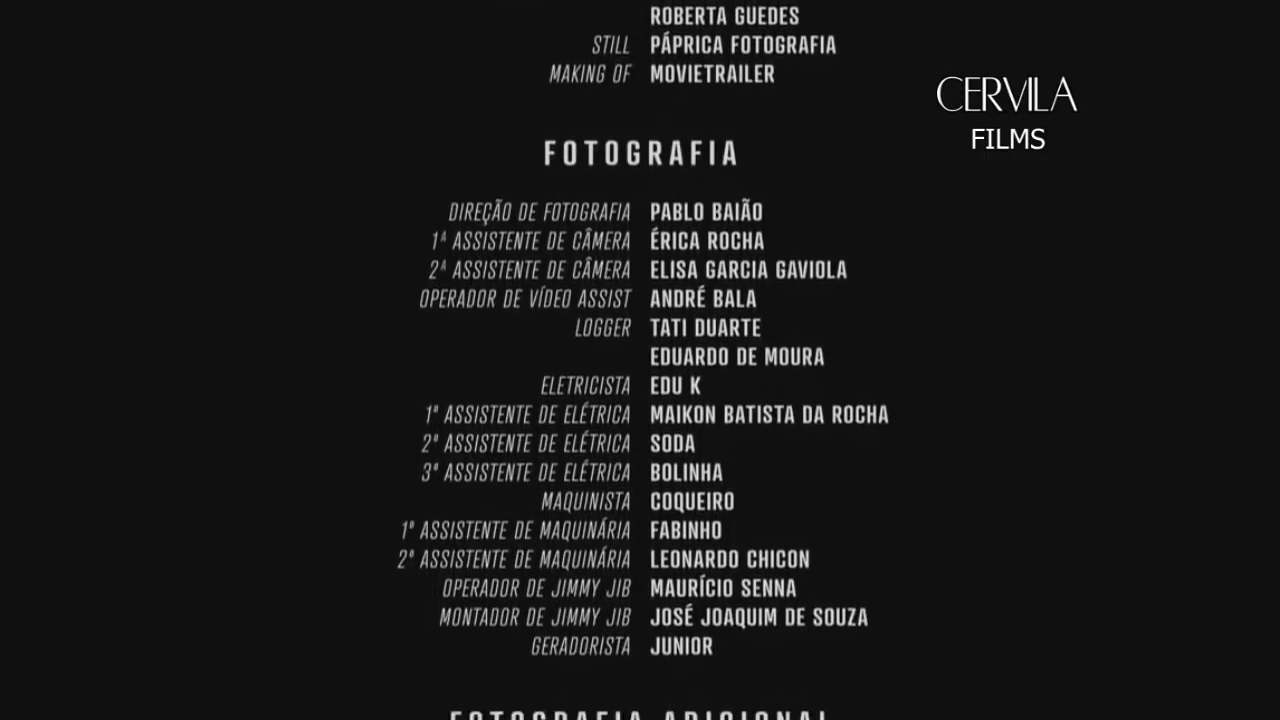 ROBERTA GUEDES
STILL PÁPRICA FOTOGRAFIA
MAKING OF MOVIETRAILER
CERVILA
FILMS
FOTOGRAFIA
DIREÇÃO DE FOTOGRAFIA PABLO BAIÃO
1ª ASSISTENTE DE CÂMERA ÉRICA ROCHA
2ª ASSISTENTE DE CÂMERA ELISA GARCIA GAVIOLA
OPERADOR DE VÍDEO ASSIST ANDRÉ BALA
LOGGER TATI DUARTE
EDUARDO DE MOURA
ELETRICISTA EDU K
1º ASSISTENTE DE ELÉTRICA MAIKON BATISTA DA ROCHA
2º ASSISTENTE DE ELÉTRICA SODA
3º ASSISTENTE DE ELÉTRICA BOLINHA
MAQUINISTA COQUEIRO
1º ASSISTENTE DE MAQUINÁRIA FABINHO
2º ASSISTENTE DE MAQUINÁRIA LEONARDO CHICON
OPERADOR DE JIMMY JIB MAURÍCIO SENNA
MONTADOR DE JIMMY JIB JOSÉ JOAQUIM DE SOUZA
GERADORISTA JUNIOR
FOTOGRAFIA ADICIONAL